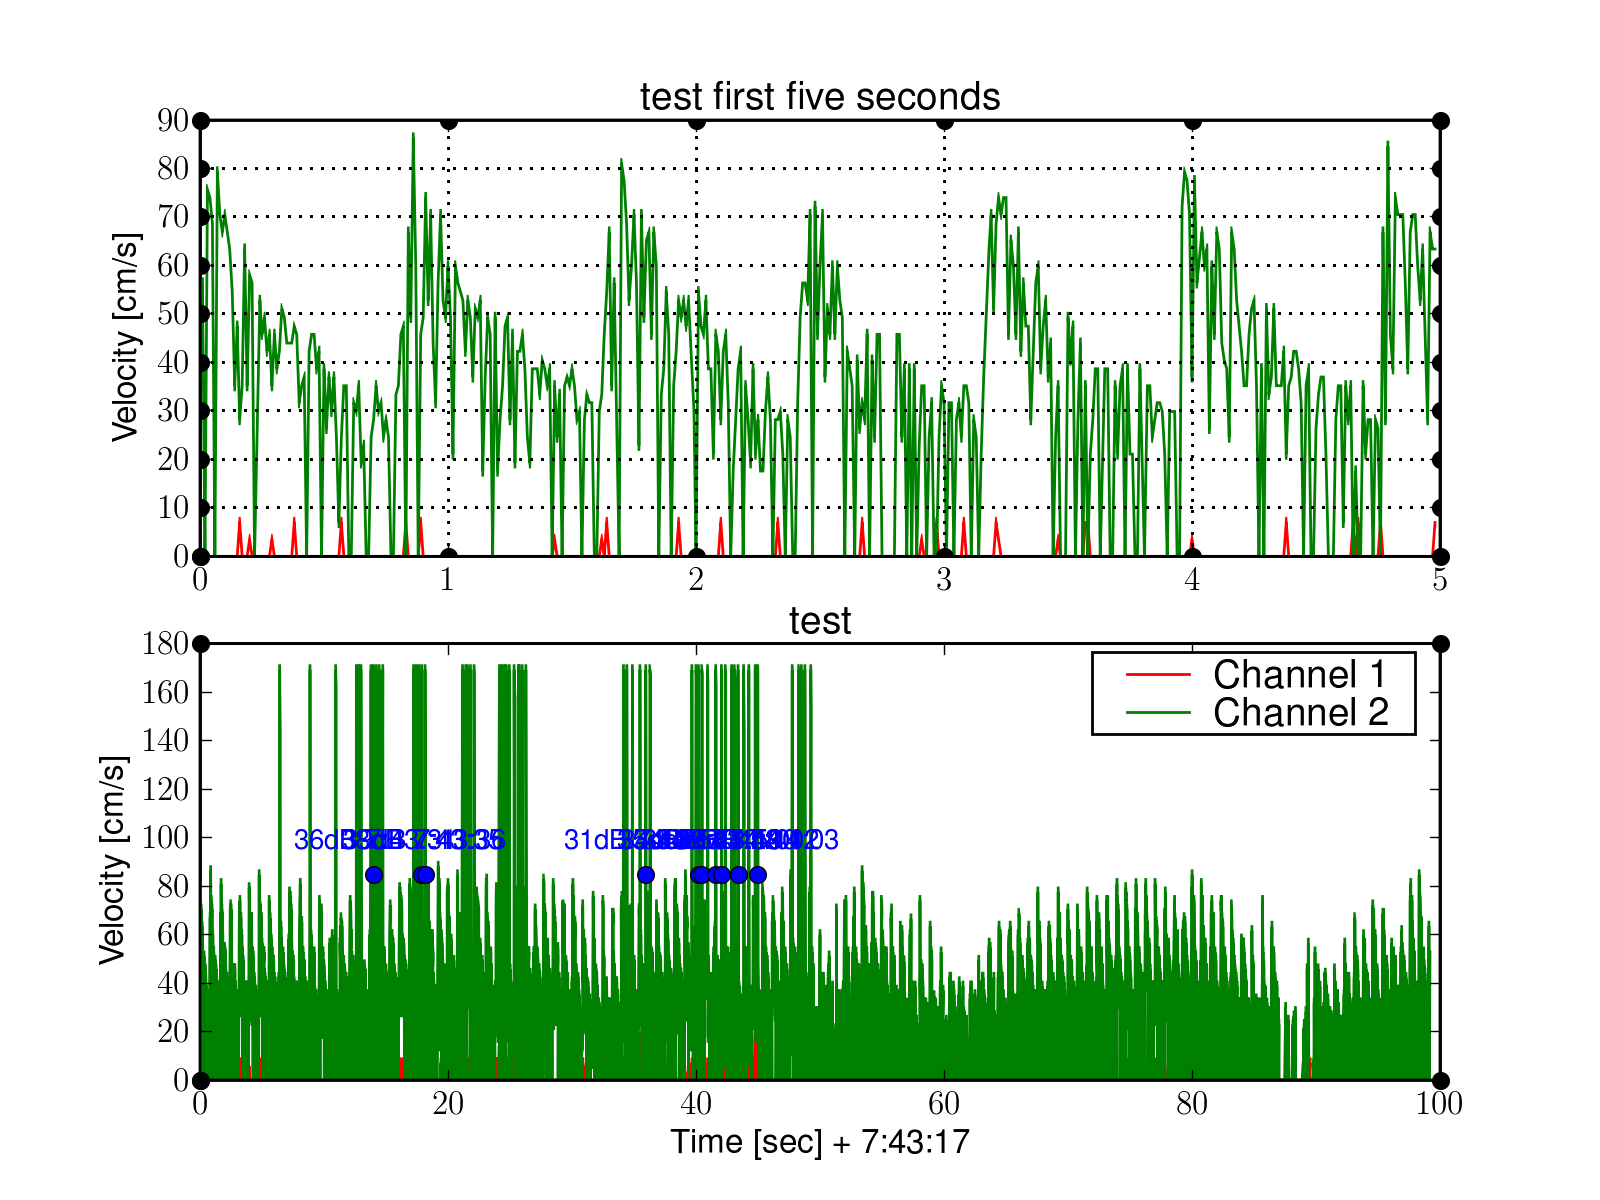 test first five seconds
Velocity [cm/s]
90
80
70
60
50
40
30
20
10
0
0 1 2 3 4 5
test
Velocity [cm/s]
180
160
140
120
100
80
60
40
20
0
Channel 1
Channel 2
0 20 40 60 80 100
Time [sec] + 7:43:17